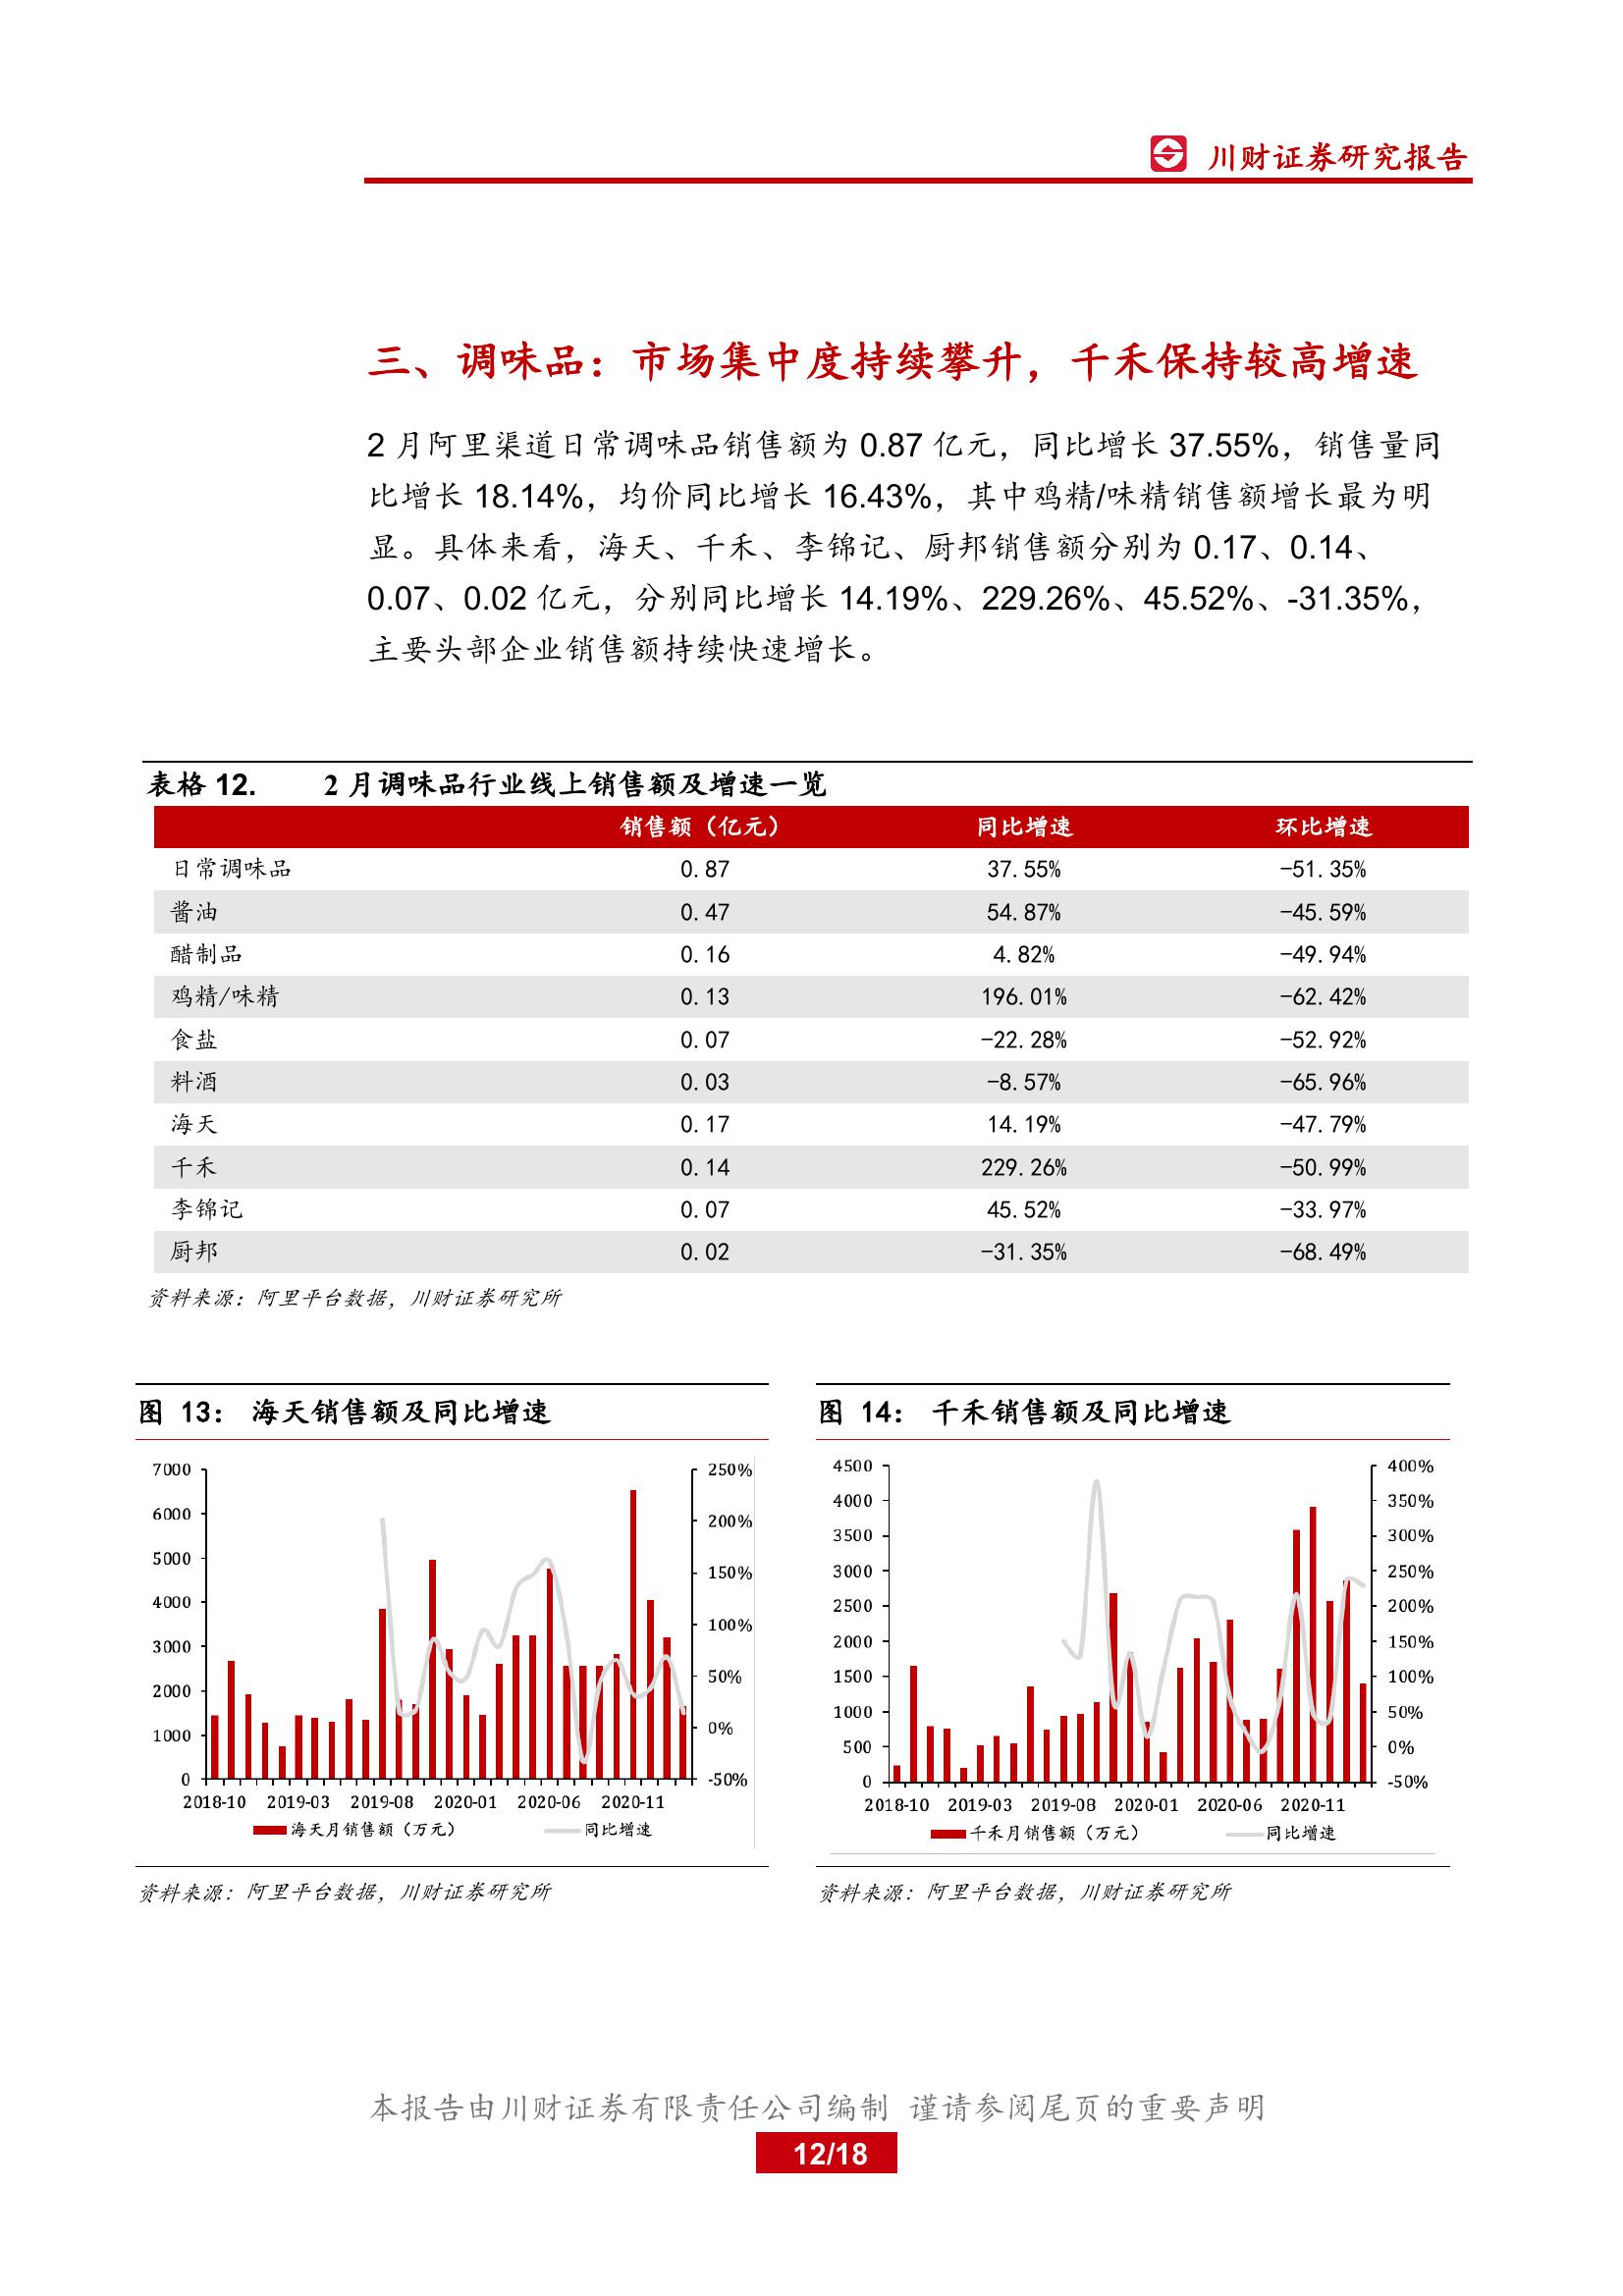 川财证券研究报告
三、调味品：市场集中度持续攀升，千禾保持较高增速
2 月阿里渠道日常调味品销售额为 0.87 亿元，同比增长 37.55%，销售量同
比增长 18.14%，均价同比增长 16.43%，其中鸡精/味精销售额增长最为明
显。具体来看，海天、千禾、李锦记、厨邦销售额分别为 0.17、0.14、
0.07、0.02 亿元，分别同比增长 14.19%、229.26%、45.52%、-31.35%，
主要头部企业销售额持续快速增长。
表格 12. 2 月调味品行业线上销售额及增速一览
销售额（亿元） 同比增速 环比增速
日常调味品 0.87 37.55% -51.35%
酱油 0.47 54.87% -45.59%
醋制品 0.16 4.82% -49.94%
鸡精/味精 0.13 196.01% -62.42%
食盐 0.07 -22.28% -52.92%
料酒 0.03 -8.57% -65.96%
海天 0.17 14.19% -47.79%
千禾 0.14 229.26% -50.99%
李锦记 0.07 45.52% -33.97%
厨邦 0.02 -31.35% -68.49%
资料来源：阿里平台数据，川财证券研究所
图 13： 海天销售额及同比增速
7000 250%
6000 200%
5000 150%
4000 100%
3000 50%
2000 0%
1000 -50%
0
2018-10 2019-03 2019-08 2020-01 2020-06 2020-11
海天月销售额（万元） 同比增速
资料来源：阿里平台数据，川财证券研究所
图 14： 千禾销售额及同比增速
4500 400%
4000 350%
3500 300%
3000 250%
2500 200%
2000 150%
1500 100%
1000 50%
500 0%
0 -50%
2018-10 2019-03 2019-08 2020-01 2020-06 2020-11
千禾月销售额（万元） 同比增速
资料来源：阿里平台数据，川财证券研究所
本报告由川财证券有限责任公司编制 谨请参阅尾页的重要声明
12/18